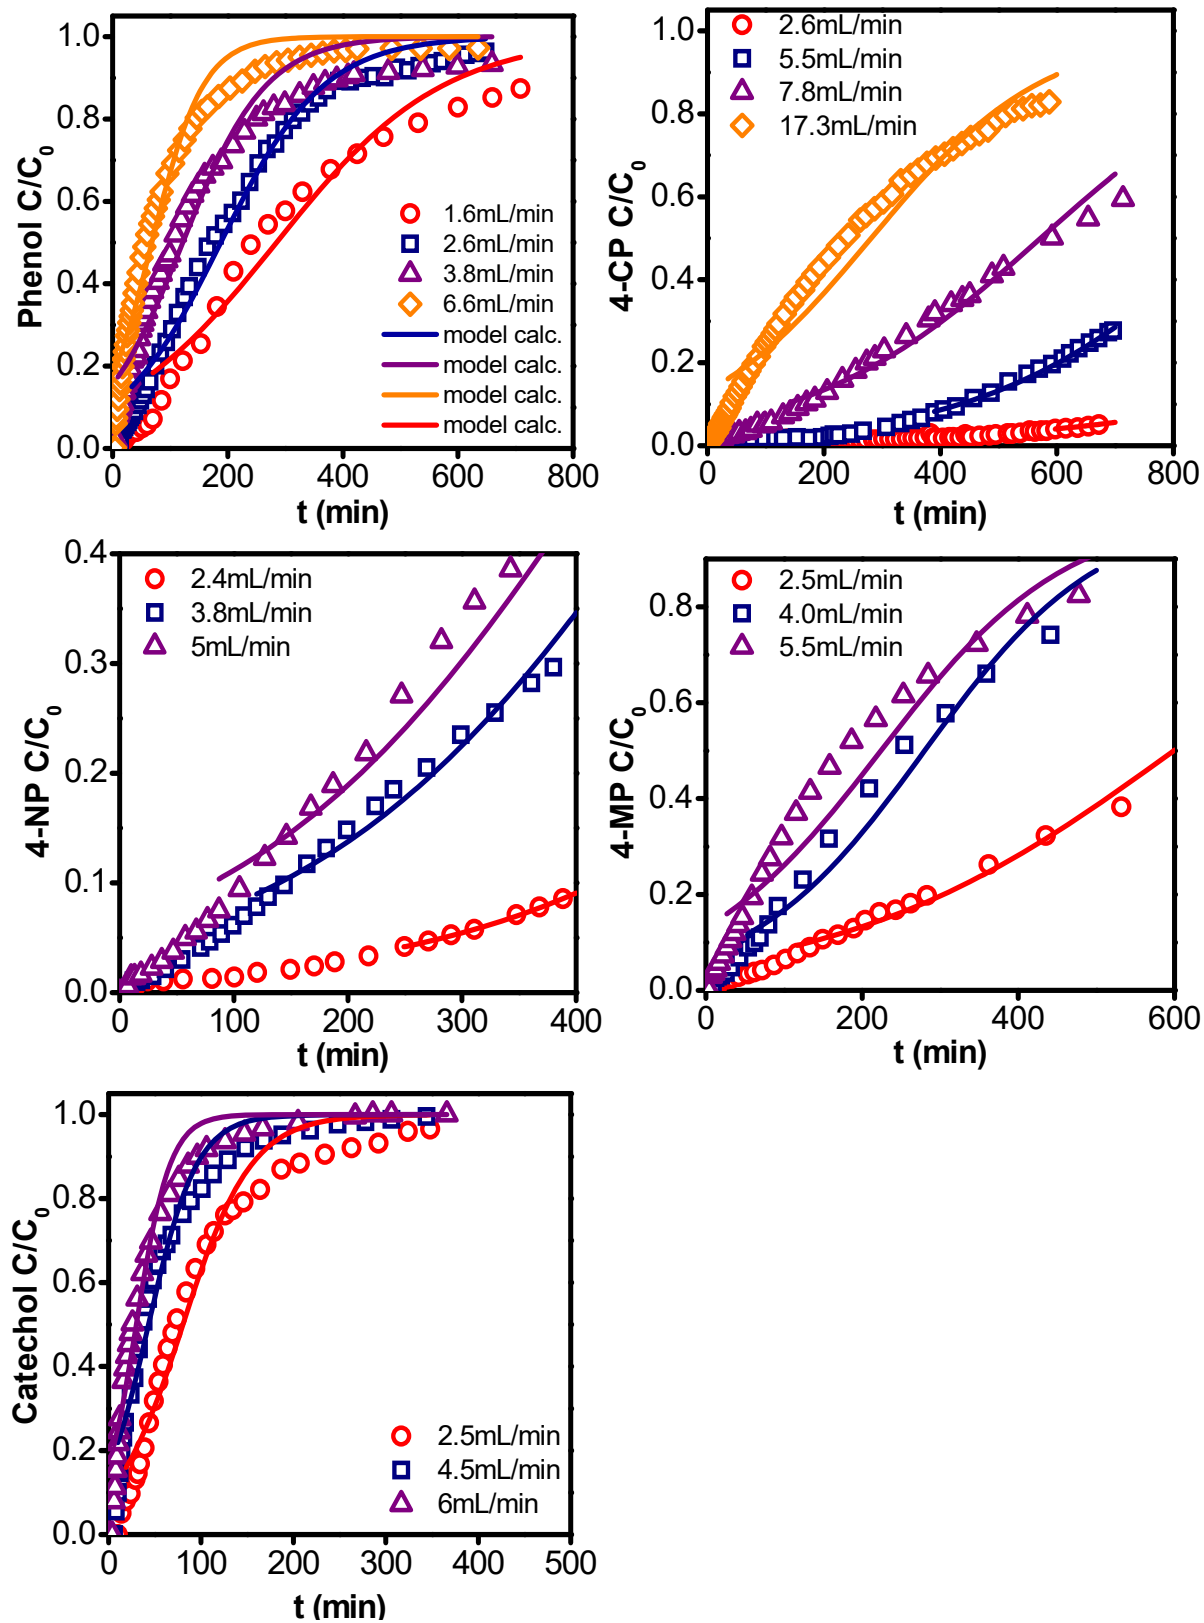 Phenol C/C0
1.0
0.8
0.6
0.4
0.2
0.0
1.6mL/min
2.6mL/min
3.8mL/min
6.6mL/min
model calc.
model calc.
model calc.
model calc.
0 200 400 600 800
t (min)
4-CP C/C0
1.0
0.8
0.6
0.4
0.2
0.0
2.6mL/min
5.5mL/min
7.8mL/min
17.3mL/min
0 200 400 600 800
t (min)
4-NP C/C0
0.4
0.3
0.2
0.1
0.0
2.4mL/min
3.8mL/min
5mL/min
0 100 200 300 400
t (min)
4-MP C/C0
0.8
0.6
0.4
0.2
0.0
2.5mL/min
4.0mL/min
5.5mL/min
0 200 400 600
t (min)
Catechol C/C0
1.0
0.8
0.6
0.4
0.2
0.0
2.5mL/min
4.5mL/min
6mL/min
0 100 200 300 400 500
t (min)